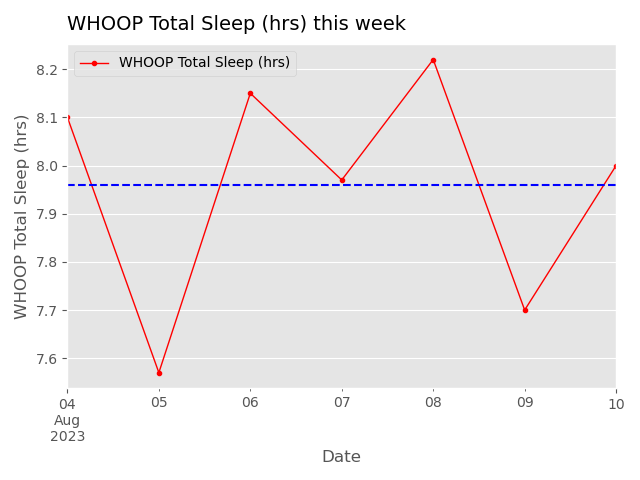 WHOOP Total Sleep (hrs) this week
WHOOP Total Sleep (hrs)
WHOOP Total Sleep (hrs)
8.2
8.1
8.0
7.9
7.8
7.7
7.6
04 05 06 07 08 09 10
Aug
2023
Date